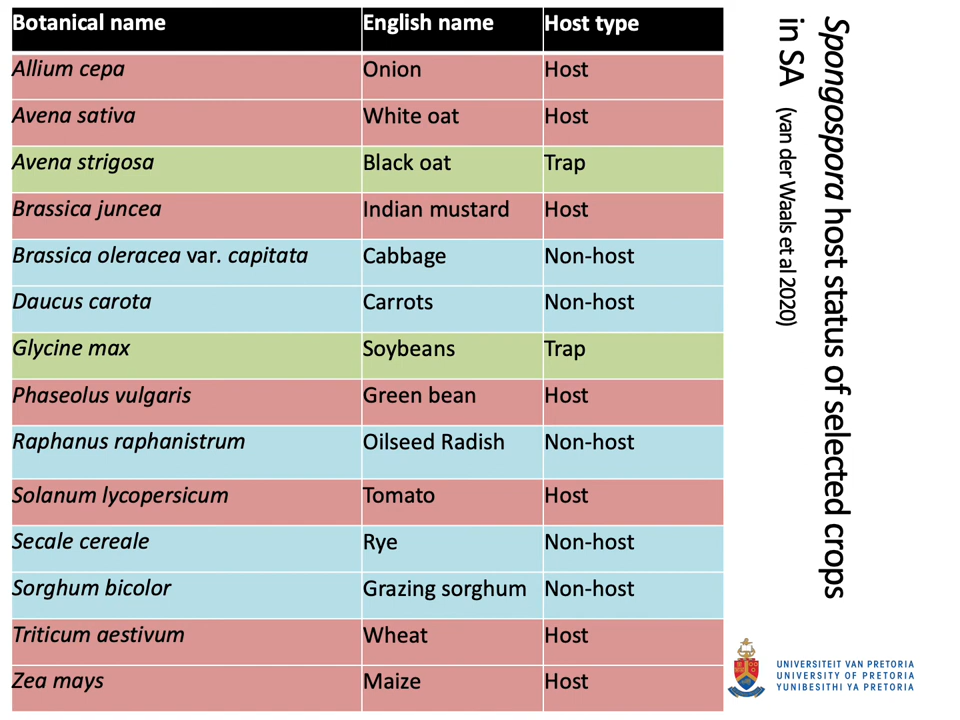 Botanical name English name Host type
Allium cepa Onion Host
Avena sativa White oat Host
Avena strigosa Black oat Trap
Brassica juncea Indian mustard Host
Brassica oleracea var. capitata Cabbage Non-host
Daucus carota Carrots Non-host
Glycine max Soybeans Trap
Phaseolus vulgaris Green bean Host
Raphanus raphanistrum Oilseed Radish Non-host
Solanum lycopersicum Tomato Host
Secale cereale Rye Non-host
Sorghum bicolor Grazing sorghum Non-host
Triticum aestivum Wheat Host
Zea mays Maize Host
Spongospora host status of selected crops
in SA (van der Waals et al 2020)
UNIVERSITEIT VAN PRETORIA
UNIVERSITY OF PRETORIA
YUNIBESITHI YA PRETORIA